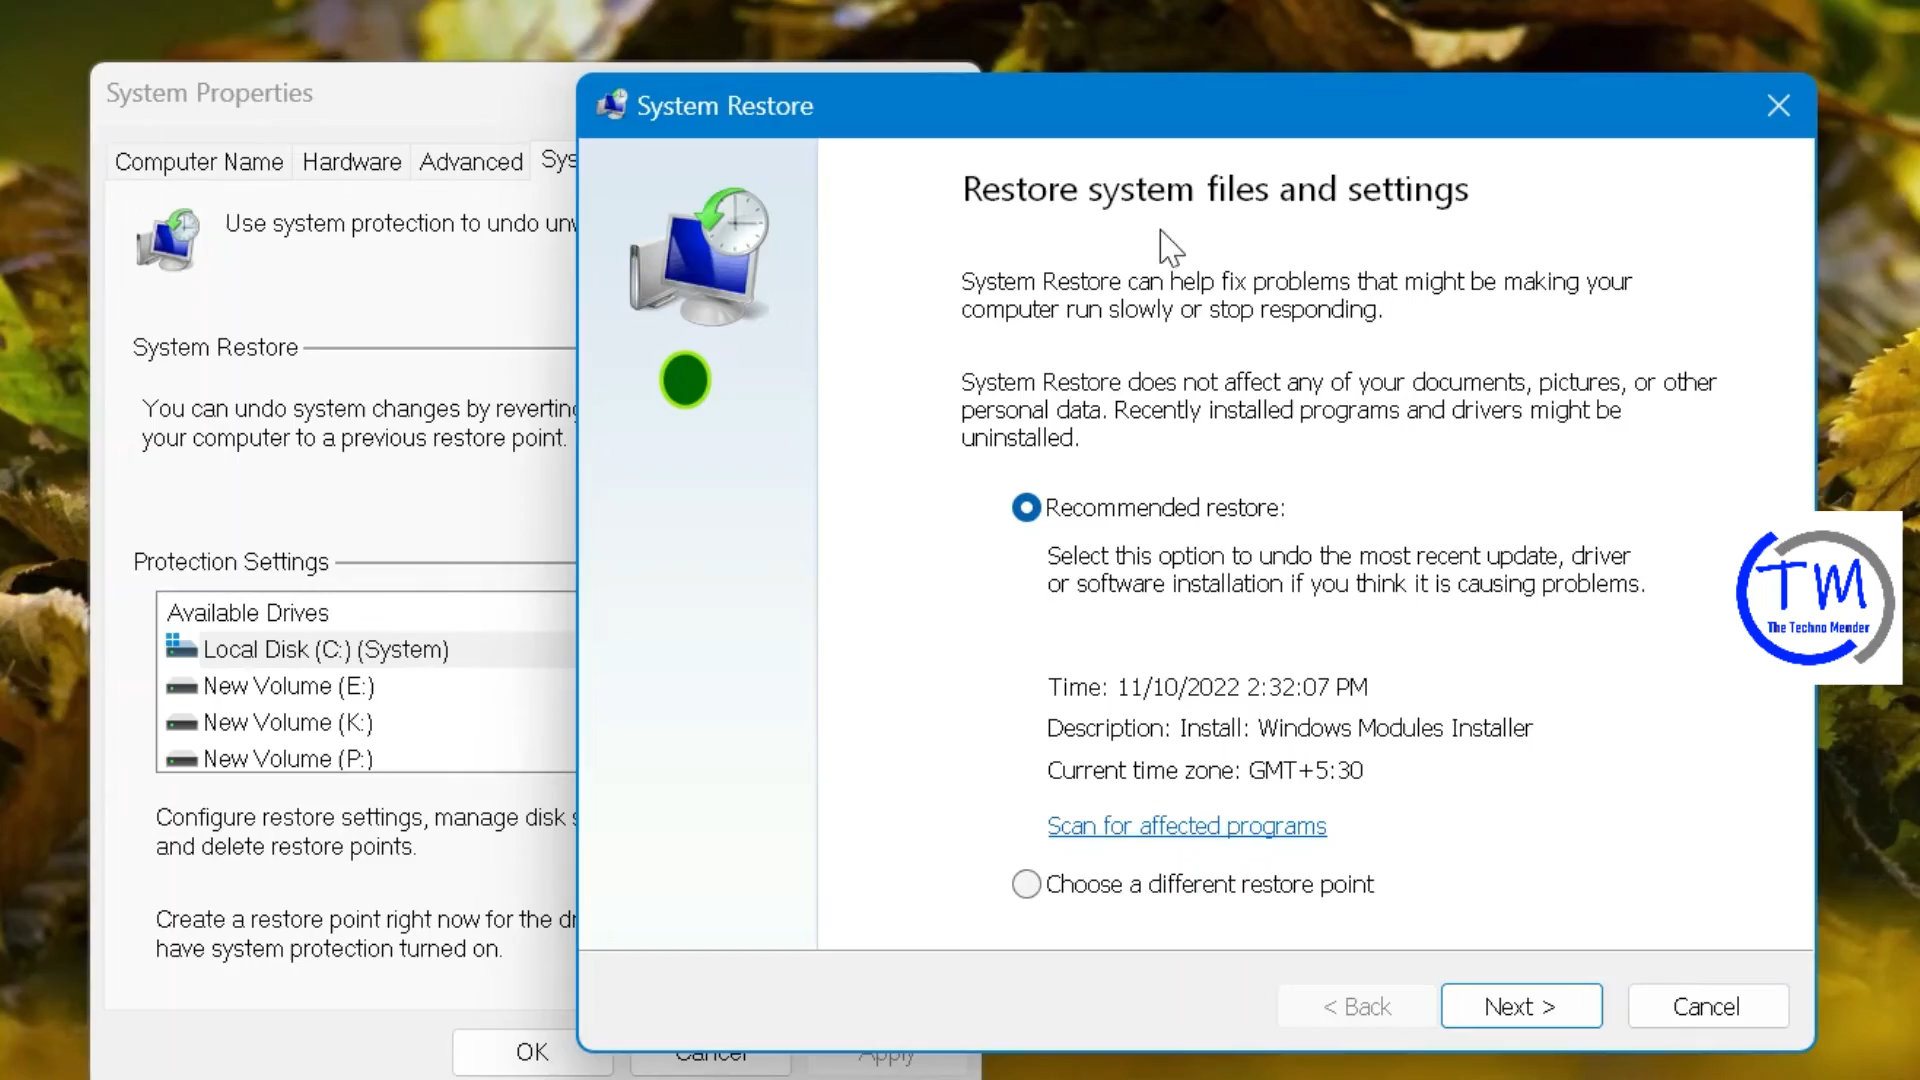 System Properties
Computer Name
Hardware
Advanced
Use system protection to undo
System Restore
You can undo system changes by reverting
your computer to a previous restore point.
Protection Settings
Available Drives
Local Disk (C:) (System)
New Volume (E:)
New Volume (K:)
New Volume (P:)
Configure restore settings, manage disk
and delete restore points.
Create a restore point right now for the
have system protection turned on.
OK
Cancel
Apply
System Restore
Restore system files and settings
System Restore can help fix problems that might be making your
computer run slowly or stop responding.
System Restore does not affect any of your documents, pictures, or other
personal data. Recently installed programs and drivers might be
uninstalled.
Recommended restore:
Select this option to undo the most recent update, driver
or software installation if you think it is causing problems.
Time: 11/10/2022 2:32:07 PM
Description: Install: Windows Modules Installer
Current time zone: GMT+5:30
Scan for affected programs
Choose a different restore point
< Back
Next >
Cancel
TM
The Techno Mender